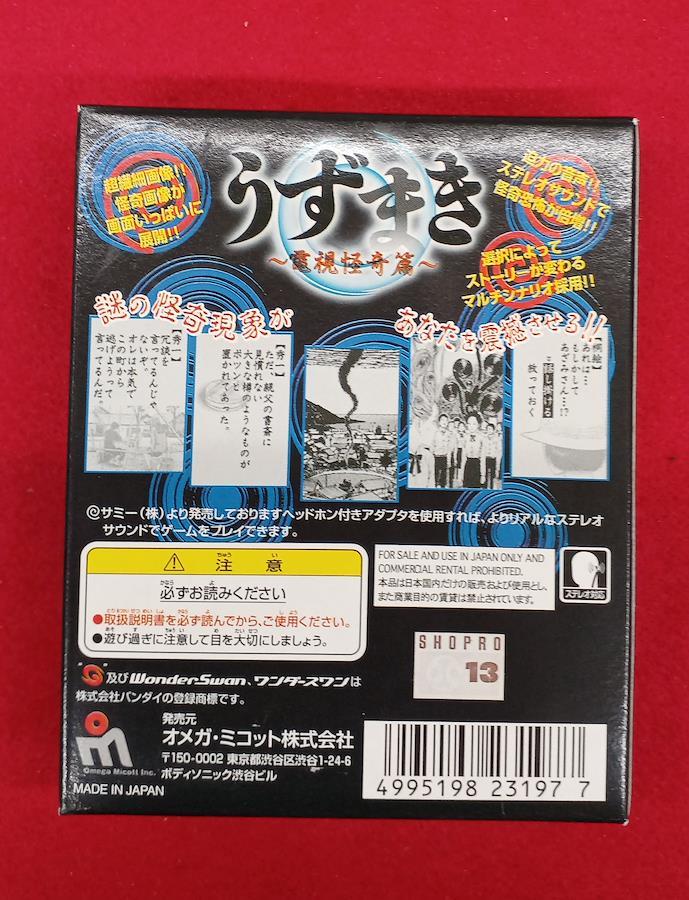 超繊細画像!!
怪奇画像が
画面いっぱいに
展開!!
うずまき
〜電視怪奇篇〜
迫力の音声!!
ステレオサウンドで
怪奇恐怖が倍増!!
選択によって
ストーリーが変わる
マルチシナリオ採用!!
謎の怪奇現象が
あなたを震撼させる!!
【秀一】
冗談を
言ってるんじゃ
ないぞ。
オレは本気で
この町から
逃げようって
言ってるんだ。
【秀一】
ただ、親父の書斎に
見慣れない
大きな樽のようなものが
ポツンと
置かれてあった。
【桐絵】
あれは…
もしかして
あざみさん…!?
話し掛ける
放っておく
サミー(株)より発売しておりますヘッドホン付きアダプタを使用すれば、よりリアルなステレオ
サウンドでゲームをプレイできます。
注意
必ずお読みください
●取扱説明書を必ず読んでから、ご使用ください。
●遊び過ぎに注意して目を大切にしましょう。
FOR SALE AND USE IN JAPAN ONLY AND
COMMERCIAL RENTAL PROHIBITED.
本品は日本国内だけの販売および使用とし、
また商業目的の賃貸は禁止されています。
ステレオ対応
SHOPRO
13
及びWonderSwan、ワンダースワンは
株式会社バンダイの登録商標です。
発売元
オメガ・ミコット株式会社
〒150-0002 東京都渋谷区渋谷1-24-6
ボディソニック渋谷ビル
Omega Micott Inc.
MADE IN JAPAN
4995198 23197 7